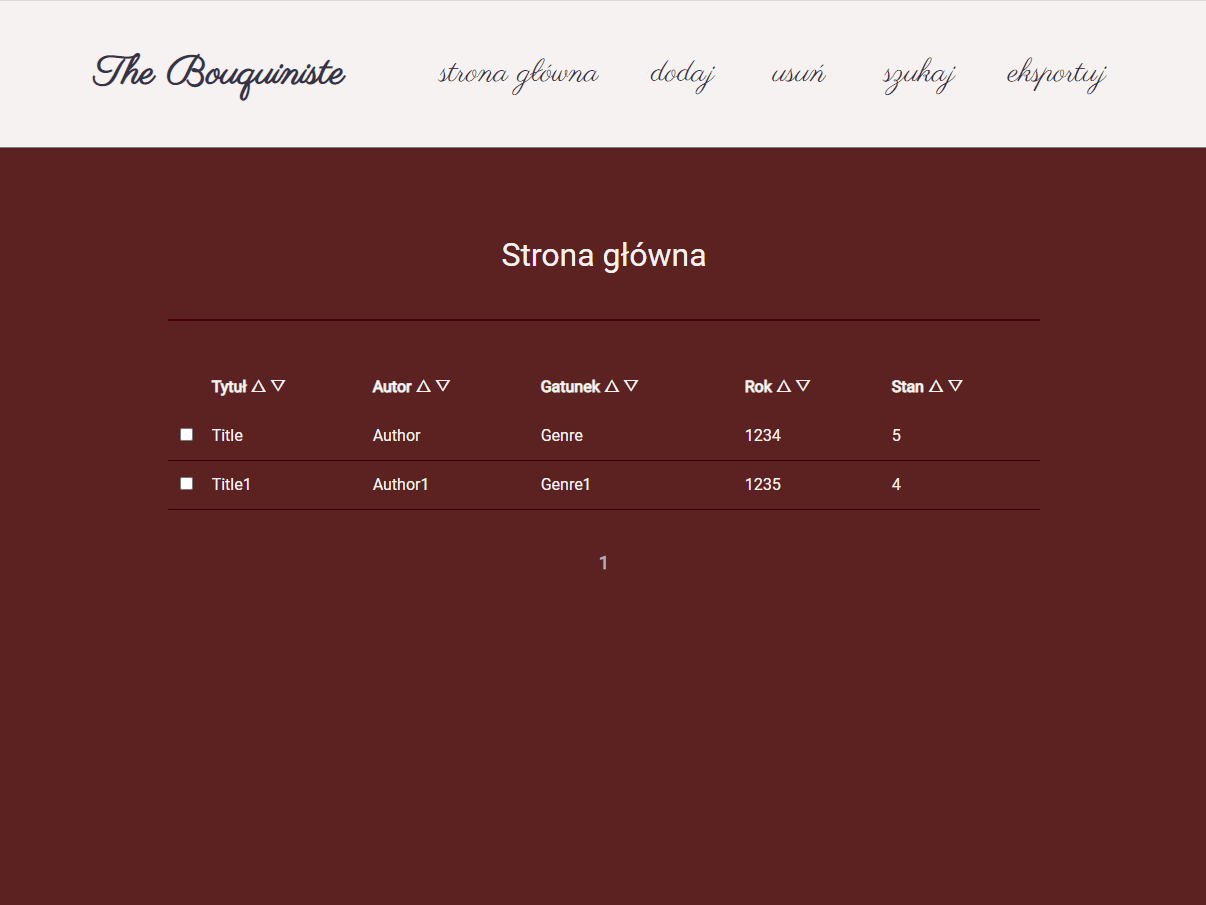 The Bouquiniste strona główna dodaj usuń szukaj eksportuj
Strona główna
Tytuł △ ▽ Autor △ ▽ Gatunek △ ▽ Rok △ ▽ Stan △ ▽
Title Author Genre 1234 5
Title1 Author1 Genre1 1235 4
1